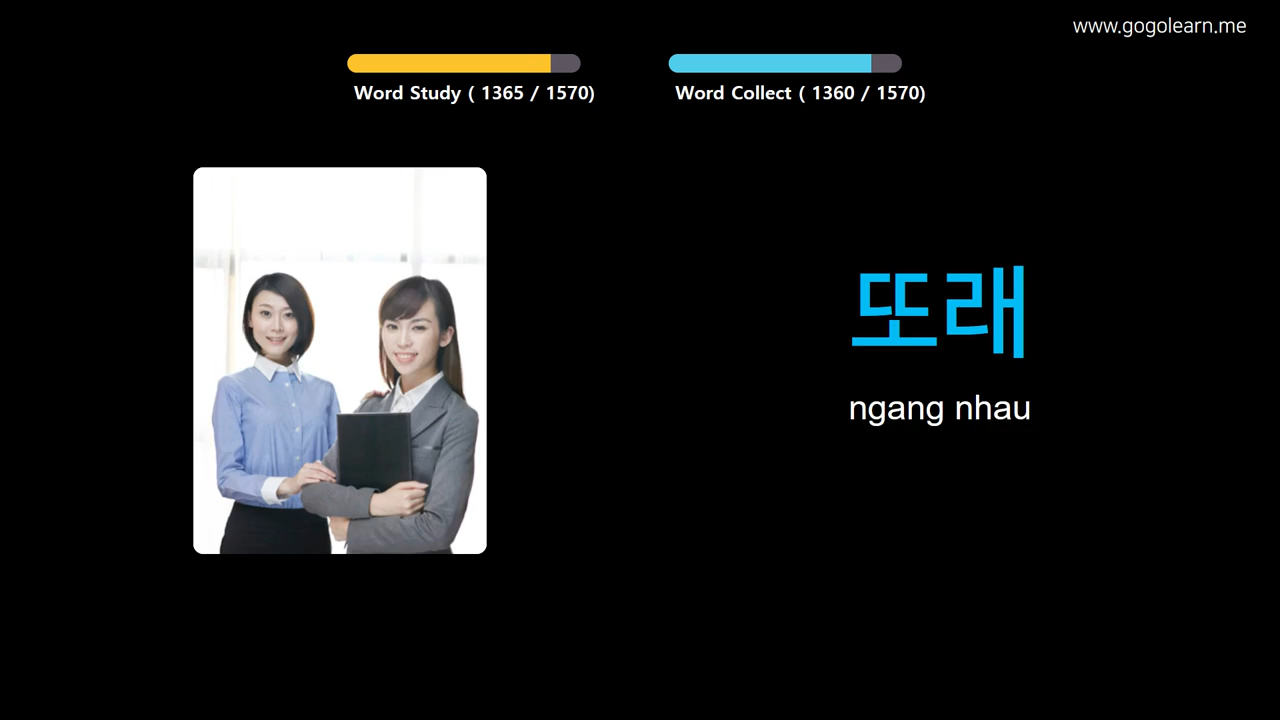 www.gogolearn.me
Word Study ( 1365 / 1570)
Word Collect ( 1360 / 1570)
또래
ngang nhau